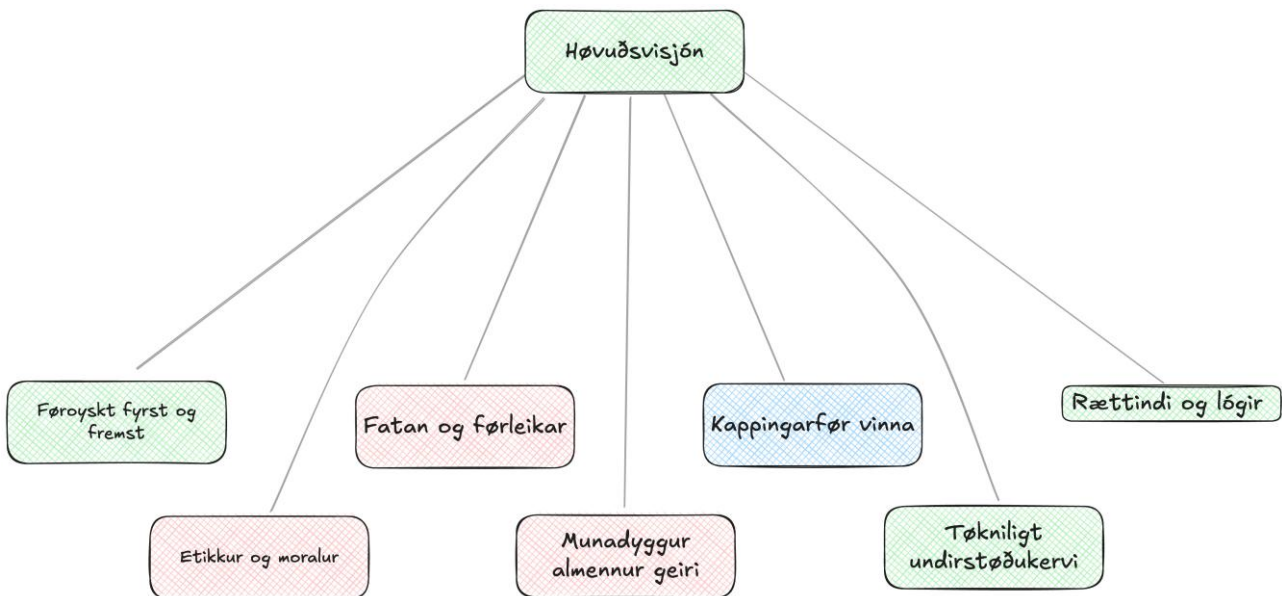 Høvuðsvisjón
Føroyskt fyrst og
fremst
Fatan og førleikar
Kappingarfør vinna
Rættindi og lógir
Etikkur og moralur
Munadyggur
almennur geiri
Tøkniligt
undirstøðukervi